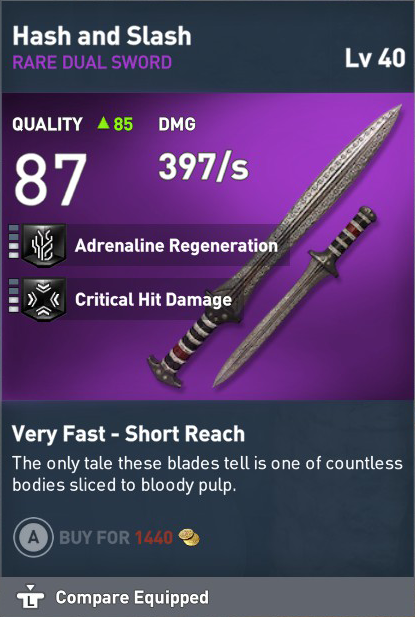 Hash and Slash
RARE DUAL SWORD
Lv 40
QUALITY ▲85 DMG
87 397/s
Adrenaline Regeneration
Critical Hit Damage
Very Fast - Short Reach
The only tale these blades tell is one of countless
bodies sliced to bloody pulp.
A BUY FOR 1440
L Compare Equipped